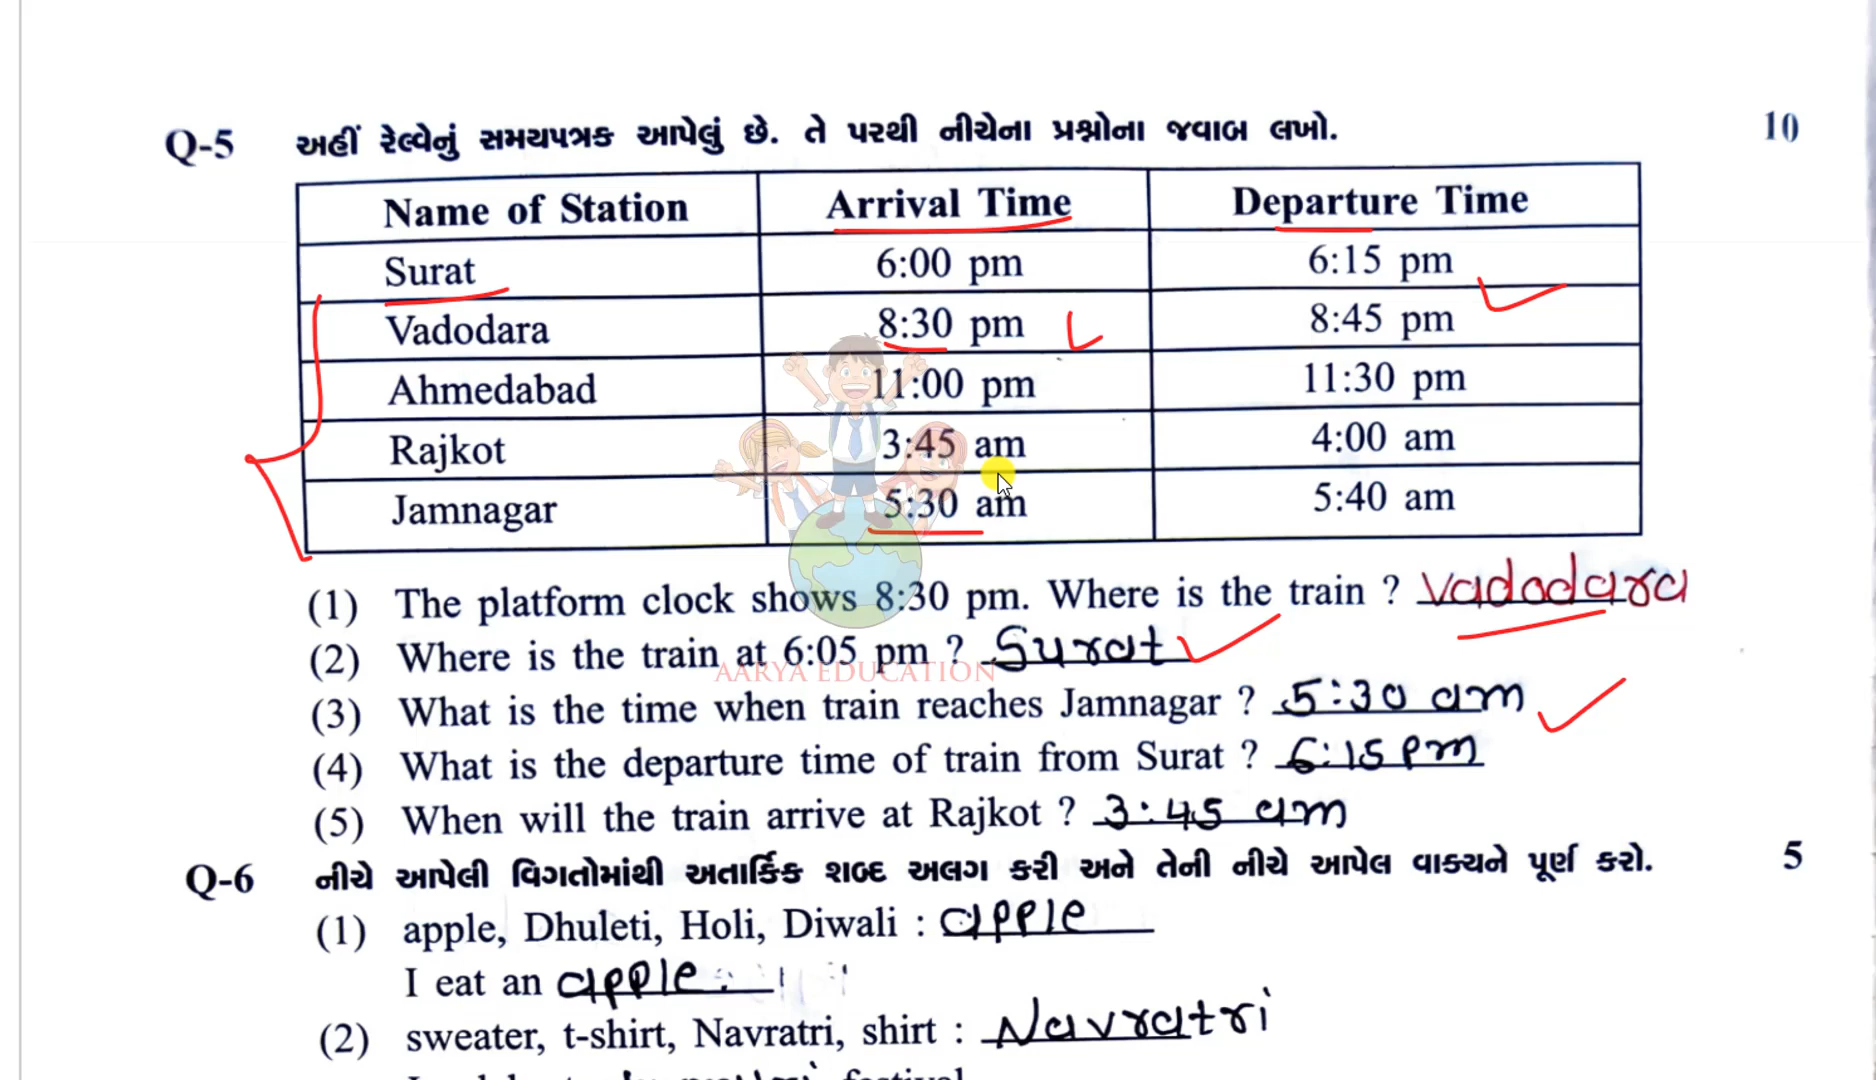 Q-5 અહીં રેલ્વેનું સમયપત્રક આપેલું છે. તે પરથી નીચેના પ્રશ્નોના જવાબ લખો. 10
Name of Station Arrival Time Departure Time
Surat 6:00 pm 6:15 pm
Vadodara 8:30 pm 8:45 pm
Ahmedabad 11:00 pm 11:30 pm
Rajkot 3:45 am 4:00 am
Jamnagar 5:30 am 5:40 am
(1) The platform clock shows 8:30 pm. Where is the train ? Vadodara
(2) Where is the train at 6:05 pm ? Surat
AARYA EDUCATION
(3) What is the time when train reaches Jamnagar ? 5:30 am
(4) What is the departure time of train from Surat ? 6:15 pm
(5) When will the train arrive at Rajkot ? 3:45 am
Q-6 નીચે આપેલી વિગતોમાંથી અતાર્કિક શબ્દ અલગ કરી અને તેની નીચે આપેલ વાક્યને પૂર્ણ કરો. 5
(1) apple, Dhuleti, Holi, Diwali : apple
I eat an apple.
(2) sweater, t-shirt, Navratri, shirt : Navratri
festival